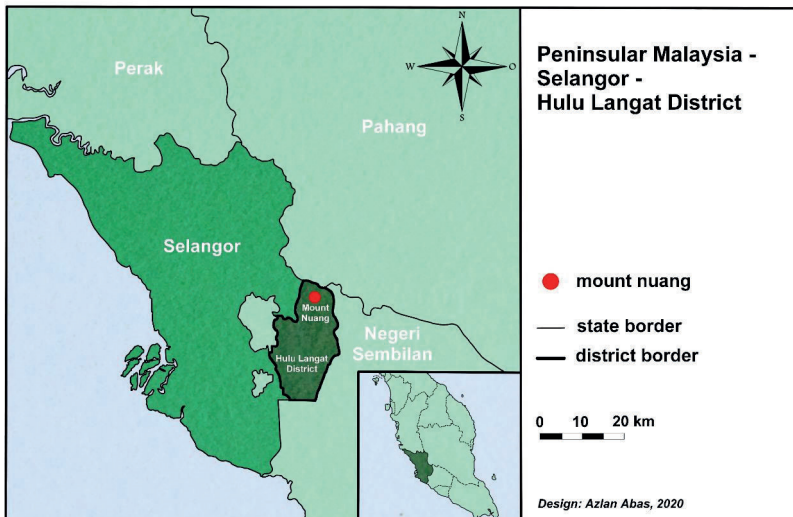 Perak
Pahang
Selangor
Mount
Nuang
Hulu Langat
District
Negeri
Sembilan
N
W
O
S
Peninsular Malaysia -
Selangor -
Hulu Langat District
mount nuang
state border
district border
0 10 20 km
Design: Azlan Abas, 2020